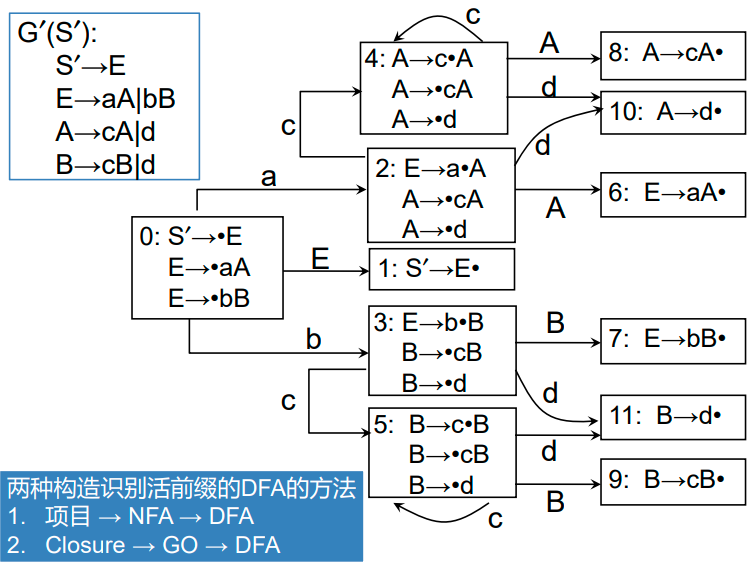 G′(S′):
S′→E
E→aA|bB
A→cA|d
B→cB|d
c
4: A→c•A
A→•cA
A→•d
A
8: A→cA•
d
10: A→d•
c
d
2: E→a•A
A→•cA
A→•d
a
A
6: E→aA•
0: S′→•E
E→•aA
E→•bB
E
1: S′→E•
b
3: E→b•B
B→•cB
B→•d
B
7: E→bB•
c
d
11: B→d•
5: B→c•B
B→•cB
B→•d
d
B
9: B→cB•
c
两种构造识别活前缀的DFA的方法
1. 项目 → NFA → DFA
2. Closure → GO → DFA